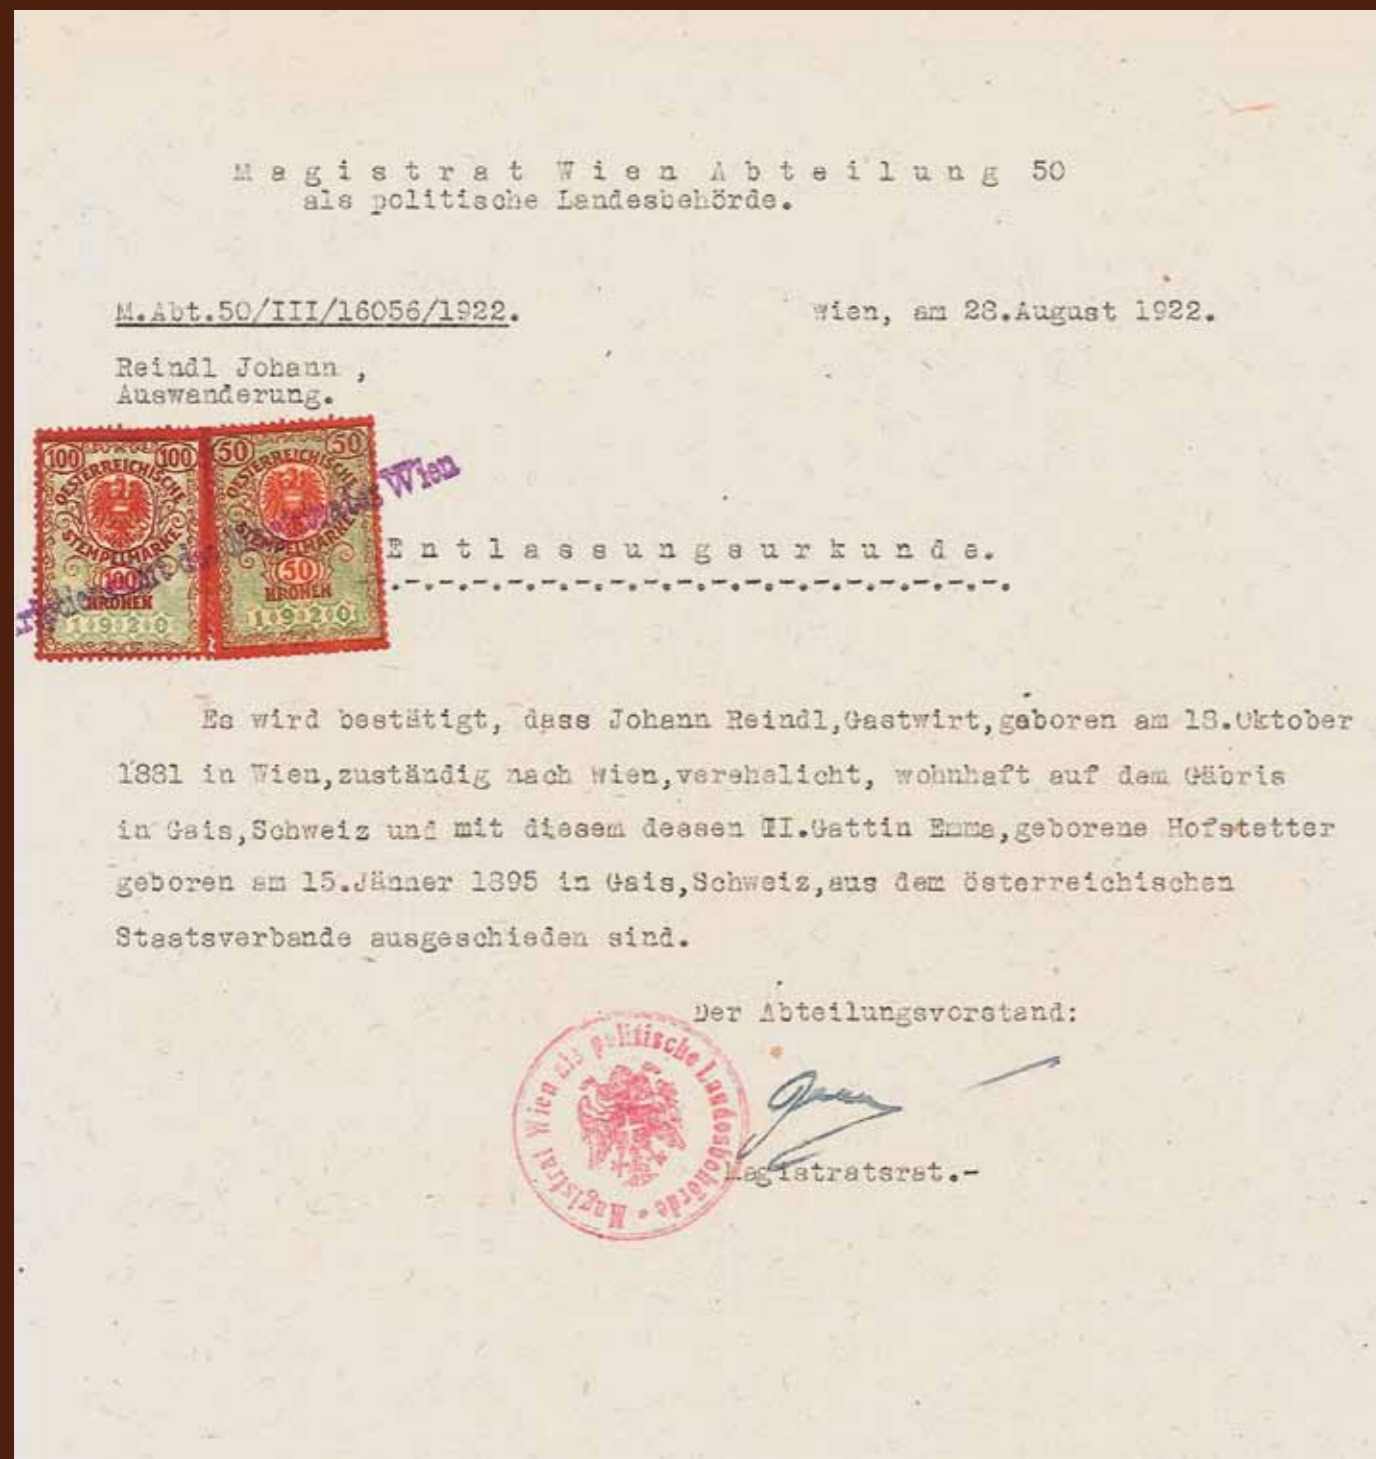 Magistrat Wien Abteilung 50
als politische Landesbehörde.
M.Abt.50/III/16056/1922.
Wien, am 28.August 1922.
Reindl Johann ,
Auswanderung.
100 100
OESTERREICHISCHE
STEMPELMARKE
100
KRONEN
1920
50 50
OESTERREICHISCHE
STEMPELMARKE
50
KRONEN
1920
Wien
Entlassungsurkunde.
Es wird bestätigt, dass Johann Reindl,Gastwirt,geboren am 18.Oktober
1881 in Wien,zuständig nach Wien,verehelicht, wohnhaft auf dem Gäbris
in Gais,Schweiz und mit diesem dessen II.Gattin Emma,geborene Hofstetter
geboren am 15.Jänner 1895 in Gais,Schweiz,aus dem österreichischen
Staatsverbande ausgeschieden sind.
Der Abteilungsvorstand:
Magistrat Wien als politische Landesbehörde
Magistratsrat.-